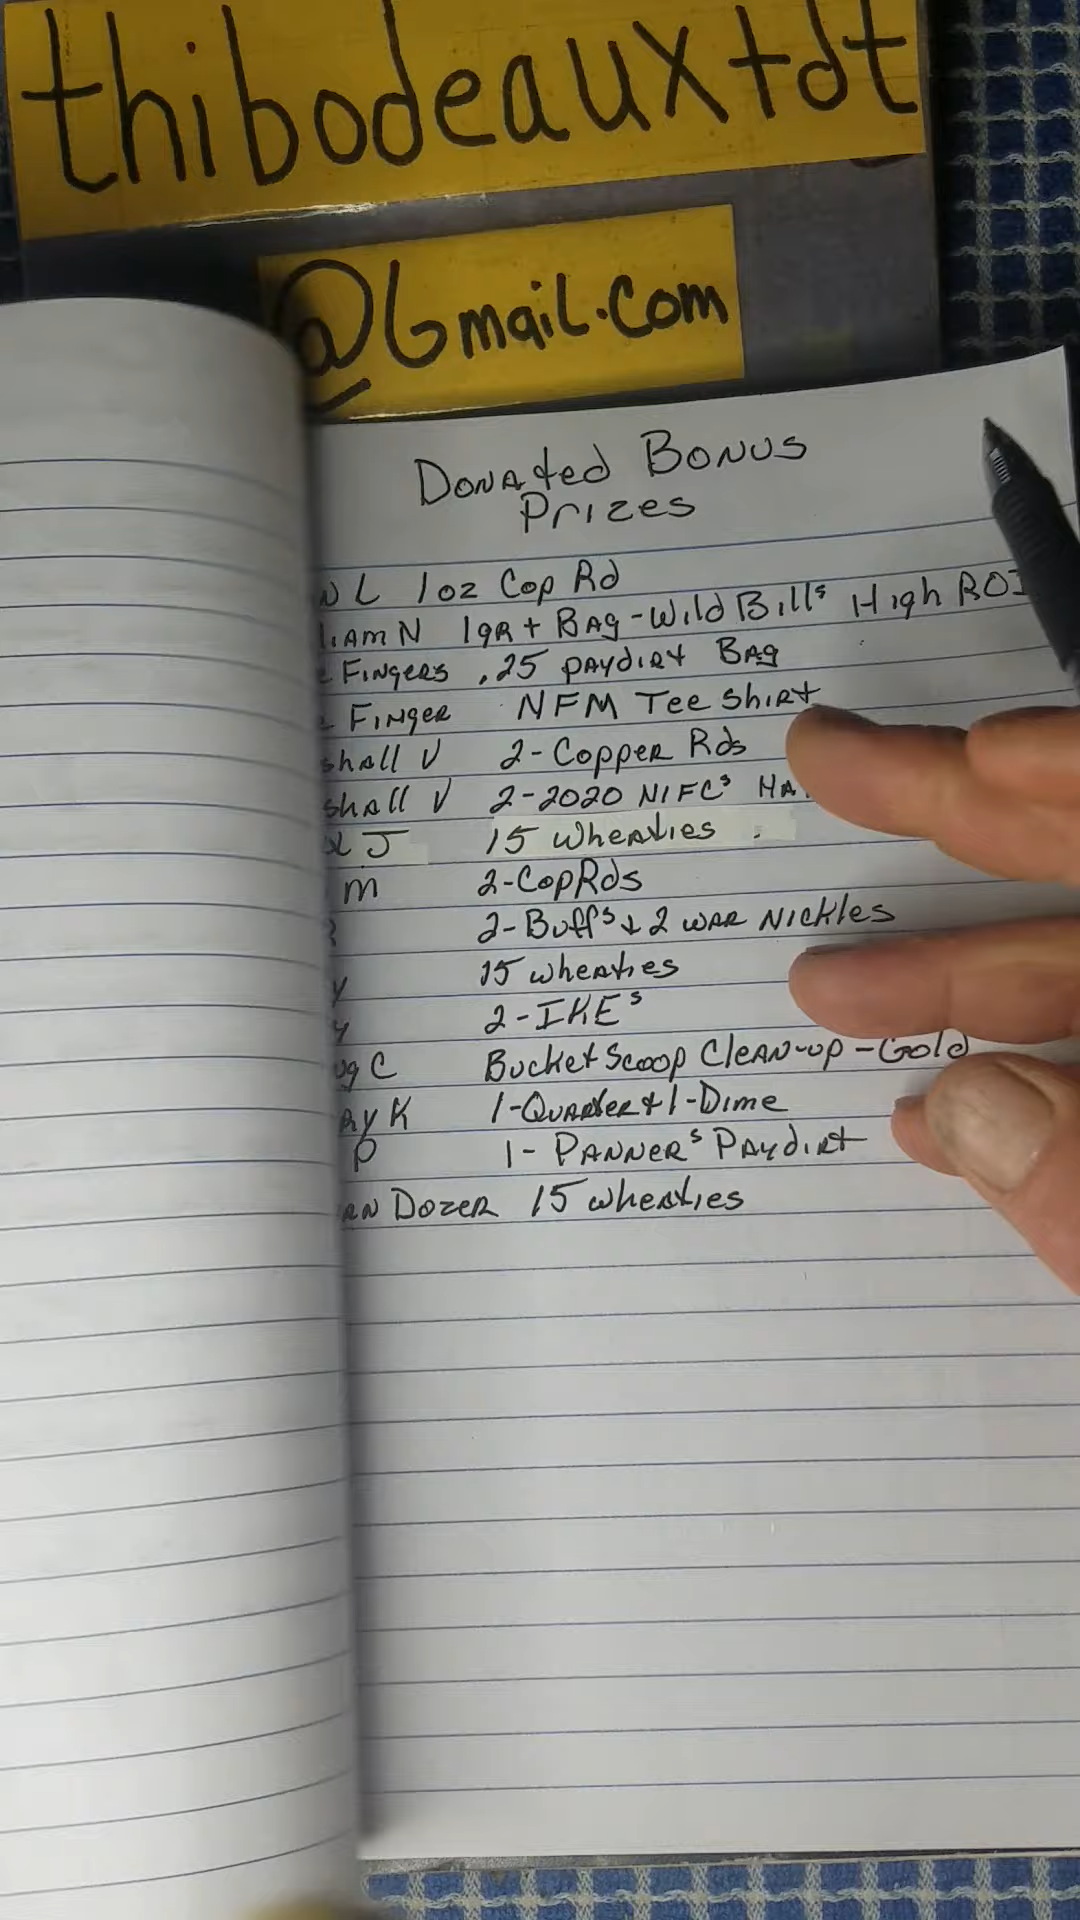 thibodeauxtdt
@Gmail.com
Donated Bonus
Prizes
L 1oz Cop Rd
N 1gr + Bag - Wild Bill's High ROI
Fingers .25 paydirt Bag
Finger NFM Tee Shirt
V 2-Copper Rds
V 2-2020 NIFC's
J 15 Wheaties
m 2-CopRds
2-Buffs & 2 war Nickles
15 wheaties
2-IKE's
C Bucket Scoop Clean-up - Gold
K 1-Quarter & 1-Dime
P 1- Panner's Paydirt
Dozer 15 wheaties